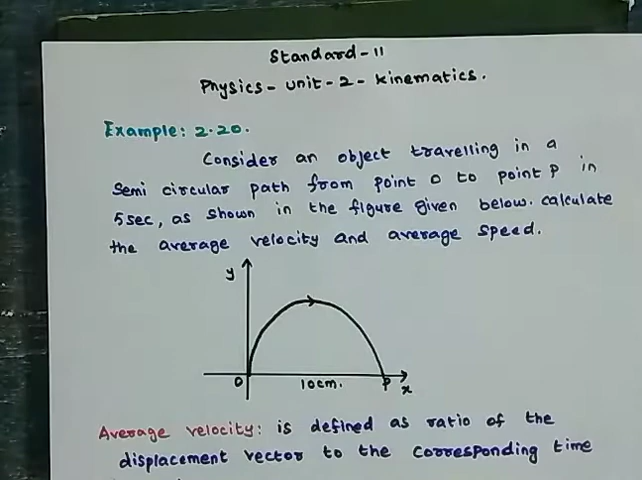 Standard-11
Physics- unit-2- kinematics.
Example: 2.20.
Consider an object travelling in a
Semi circular path from point O to point P in
5sec, as shown in the figure given below. calculate
the average velocity and average speed.
y
O 10cm. P x
Average velocity: is defined as ratio of the
displacement vector to the corresponding time